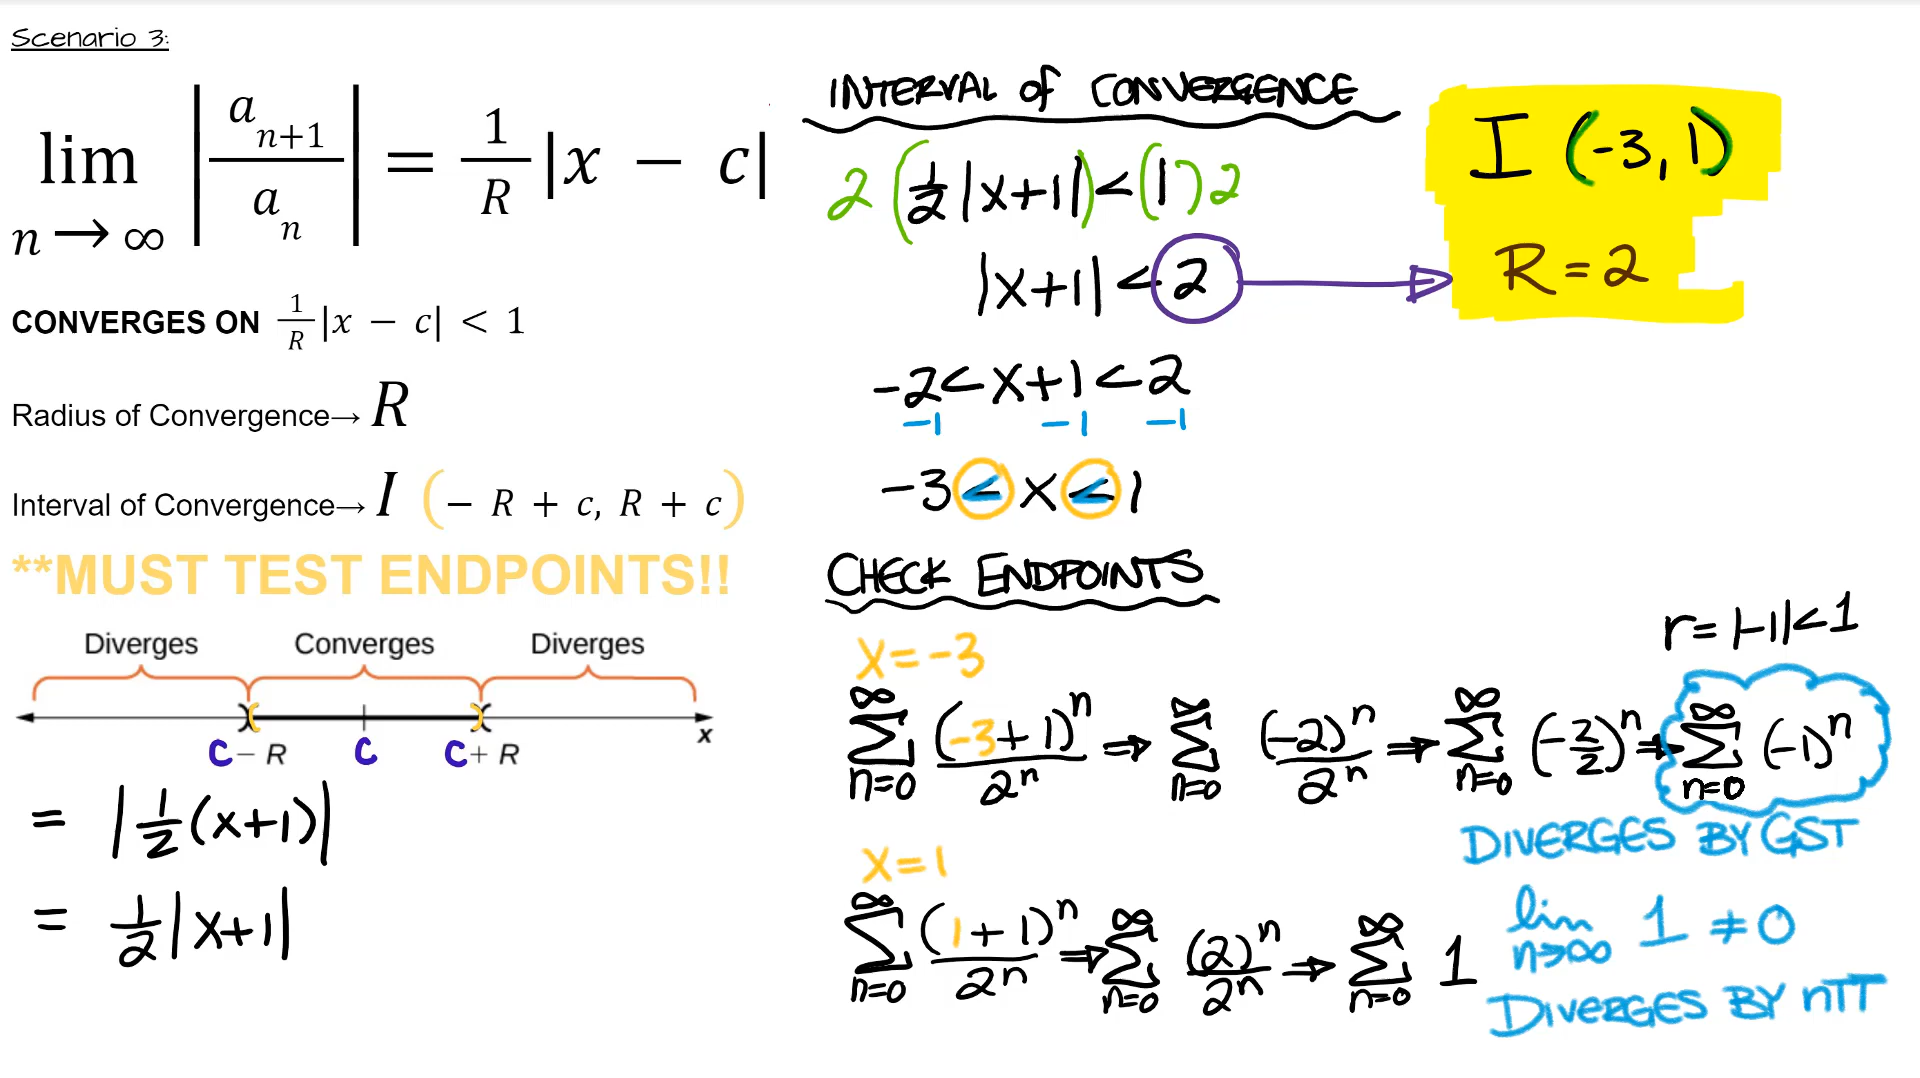 Scenario 3:
lim n→∞ |a_{n+1} / a_n| = 1/R |x − c|
CONVERGES ON 1/R |x − c| < 1
Radius of Convergence→ R
Interval of Convergence→ I (− R + c, R + c)
**MUST TEST ENDPOINTS!!
Diverges Converges Diverges
c − R c c + R x
= |1/2 (x+1)|
= 1/2 |x+1|
INTERVAL of CONVERGENCE
2 (1/2 |x+1|) < (1) 2
|x+1| < 2
-2 < x+1 < 2
-1 -1 -1
-3 < x < 1
I (-3, 1)
R = 2
CHECK ENDPOINTS
x = -3
r = |-1| < 1
∞ Σ n=0 (-3+1)^n / 2^n ⇒ ∞ Σ n=0 (-2)^n / 2^n ⇒ ∞ Σ n=0 (-2/2)^n ⇒ ∞ Σ n=0 (-1)^n
DIVERGES BY GST
x = 1
∞ Σ n=0 (1+1)^n / 2^n ⇒ ∞ Σ n=0 (2)^n / 2^n ⇒ ∞ Σ n=0 1
lim n→∞ 1 ≠ 0
DIVERGES BY nTT